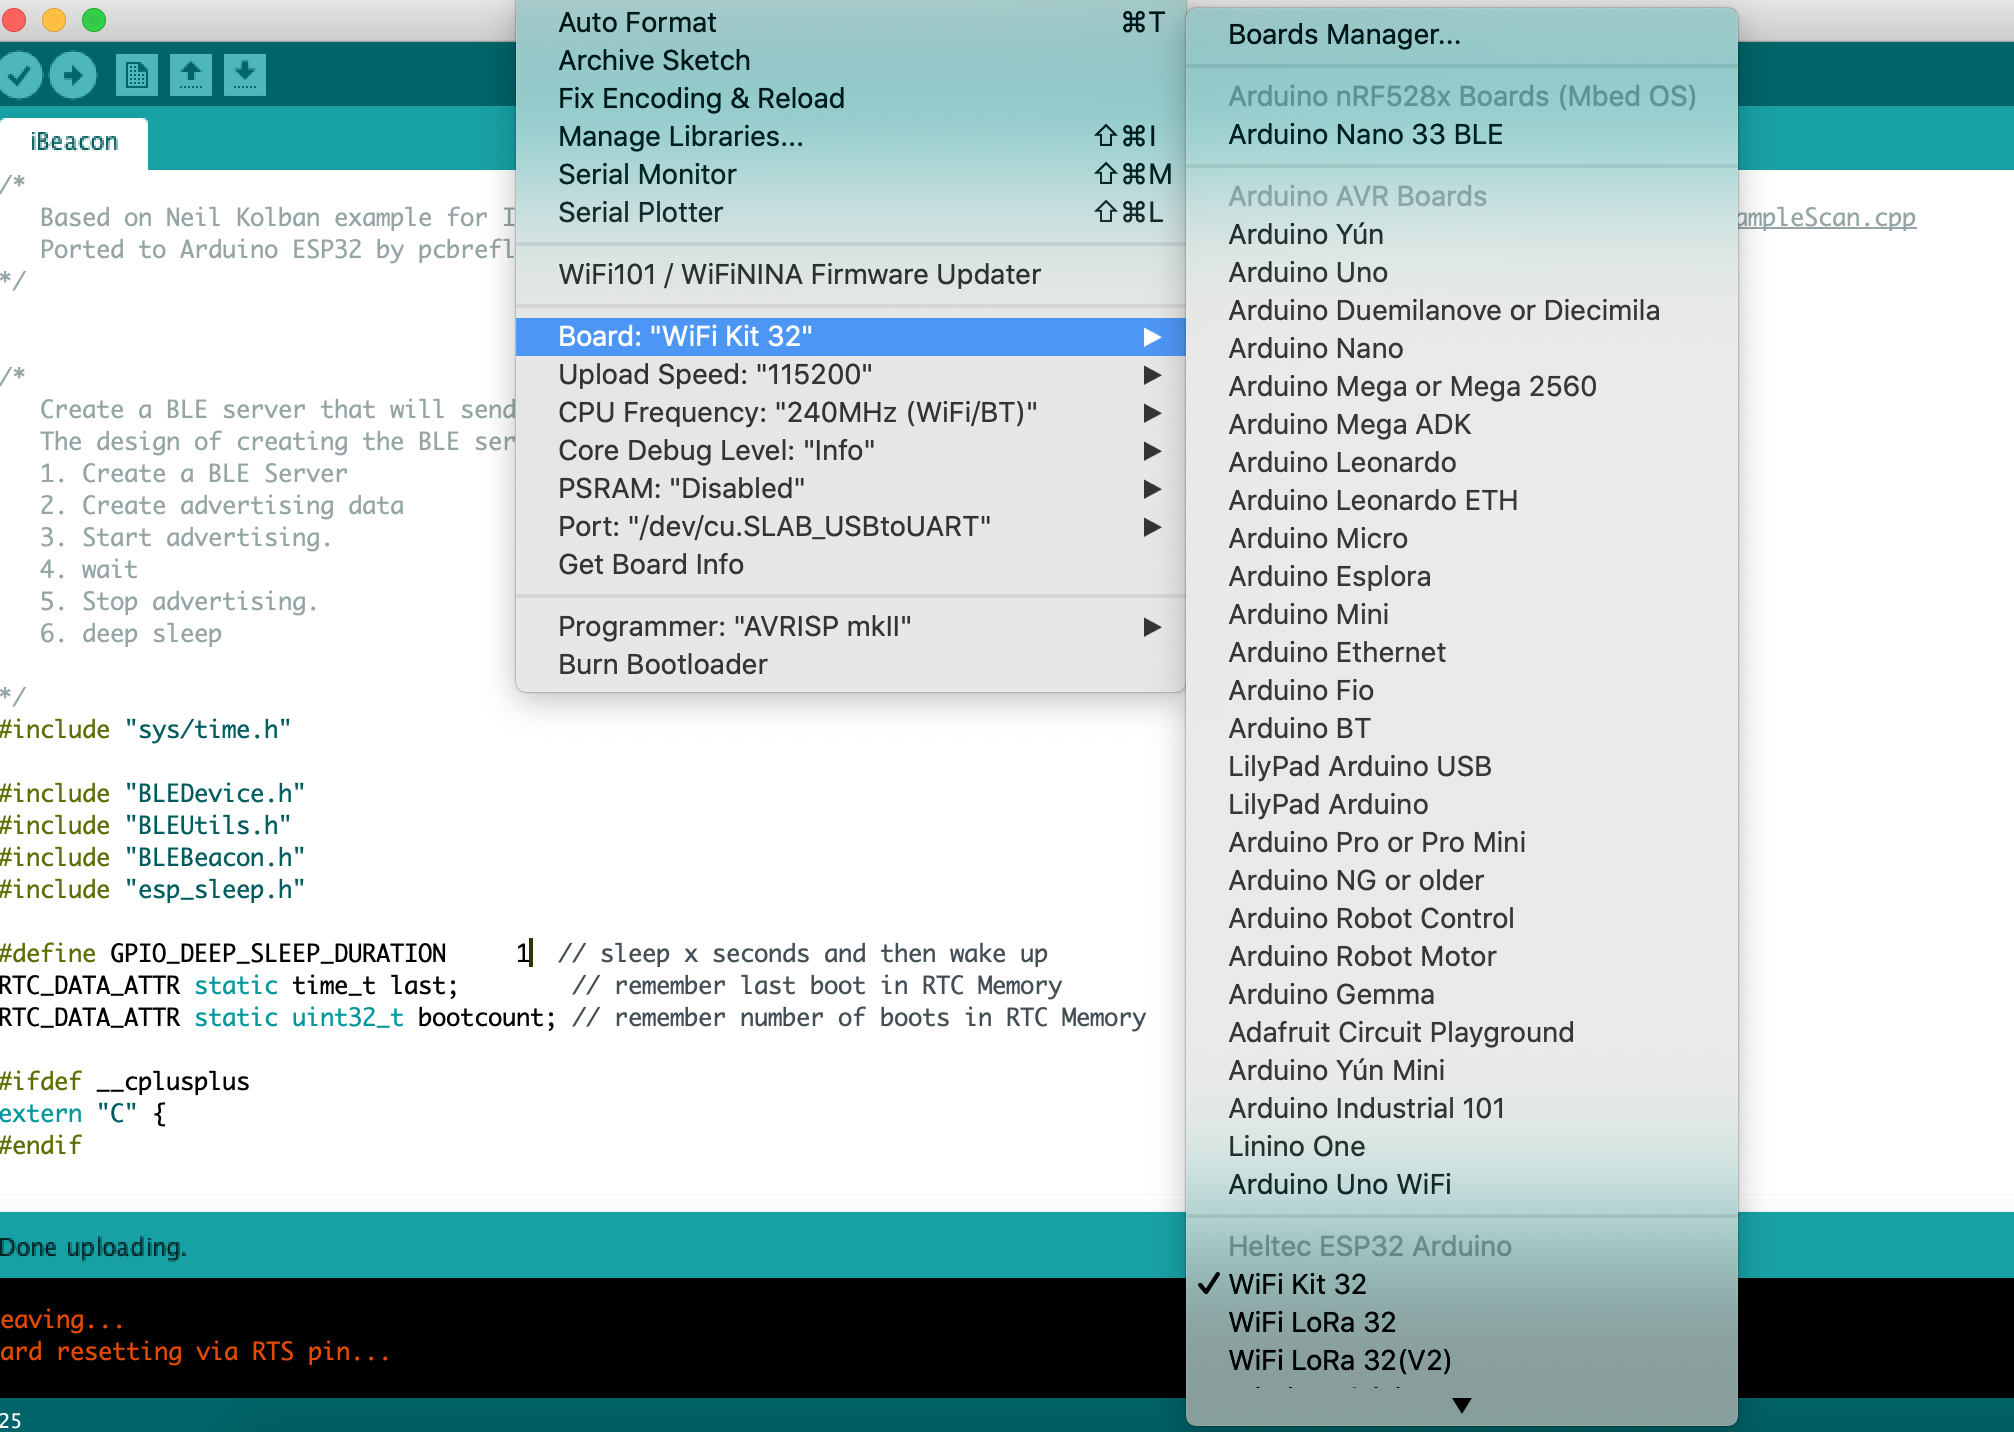 iBeacon
/*
Based on Neil Kolban example for I
ampleScan.cpp
Ported to Arduino ESP32 by pcbrefl
*/
/*
Create a BLE server that will send
The design of creating the BLE ser
1. Create a BLE Server
2. Create advertising data
3. Start advertising.
4. wait
5. Stop advertising.
6. deep sleep
*/
#include "sys/time.h"
#include "BLEDevice.h"
#include "BLEUtils.h"
#include "BLEBeacon.h"
#include "esp_sleep.h"
#define GPIO_DEEP_SLEEP_DURATION     1  // sleep x seconds and then wake up
RTC_DATA_ATTR static time_t last;        // remember last boot in RTC Memory
RTC_DATA_ATTR static uint32_t bootcount; // remember number of boots in RTC Memory
#ifdef __cplusplus
extern "C" {
#endif
Done uploading.
eaving...
ard resetting via RTS pin...
25
Auto Format ⌘T
Archive Sketch
Fix Encoding & Reload
Manage Libraries... ⇧⌘I
Serial Monitor ⇧⌘M
Serial Plotter ⇧⌘L
WiFi101 / WiFiNINA Firmware Updater
Board: "WiFi Kit 32"
Upload Speed: "115200"
CPU Frequency: "240MHz (WiFi/BT)"
Core Debug Level: "Info"
PSRAM: "Disabled"
Port: "/dev/cu.SLAB_USBtoUART"
Get Board Info
Programmer: "AVRISP mkII"
Burn Bootloader
Boards Manager...
Arduino nRF528x Boards (Mbed OS)
Arduino Nano 33 BLE
Arduino AVR Boards
Arduino Yún
Arduino Uno
Arduino Duemilanove or Diecimila
Arduino Nano
Arduino Mega or Mega 2560
Arduino Mega ADK
Arduino Leonardo
Arduino Leonardo ETH
Arduino Micro
Arduino Esplora
Arduino Mini
Arduino Ethernet
Arduino Fio
Arduino BT
LilyPad Arduino USB
LilyPad Arduino
Arduino Pro or Pro Mini
Arduino NG or older
Arduino Robot Control
Arduino Robot Motor
Arduino Gemma
Adafruit Circuit Playground
Arduino Yún Mini
Arduino Industrial 101
Linino One
Arduino Uno WiFi
Heltec ESP32 Arduino
✓ WiFi Kit 32
WiFi LoRa 32
WiFi LoRa 32(V2)